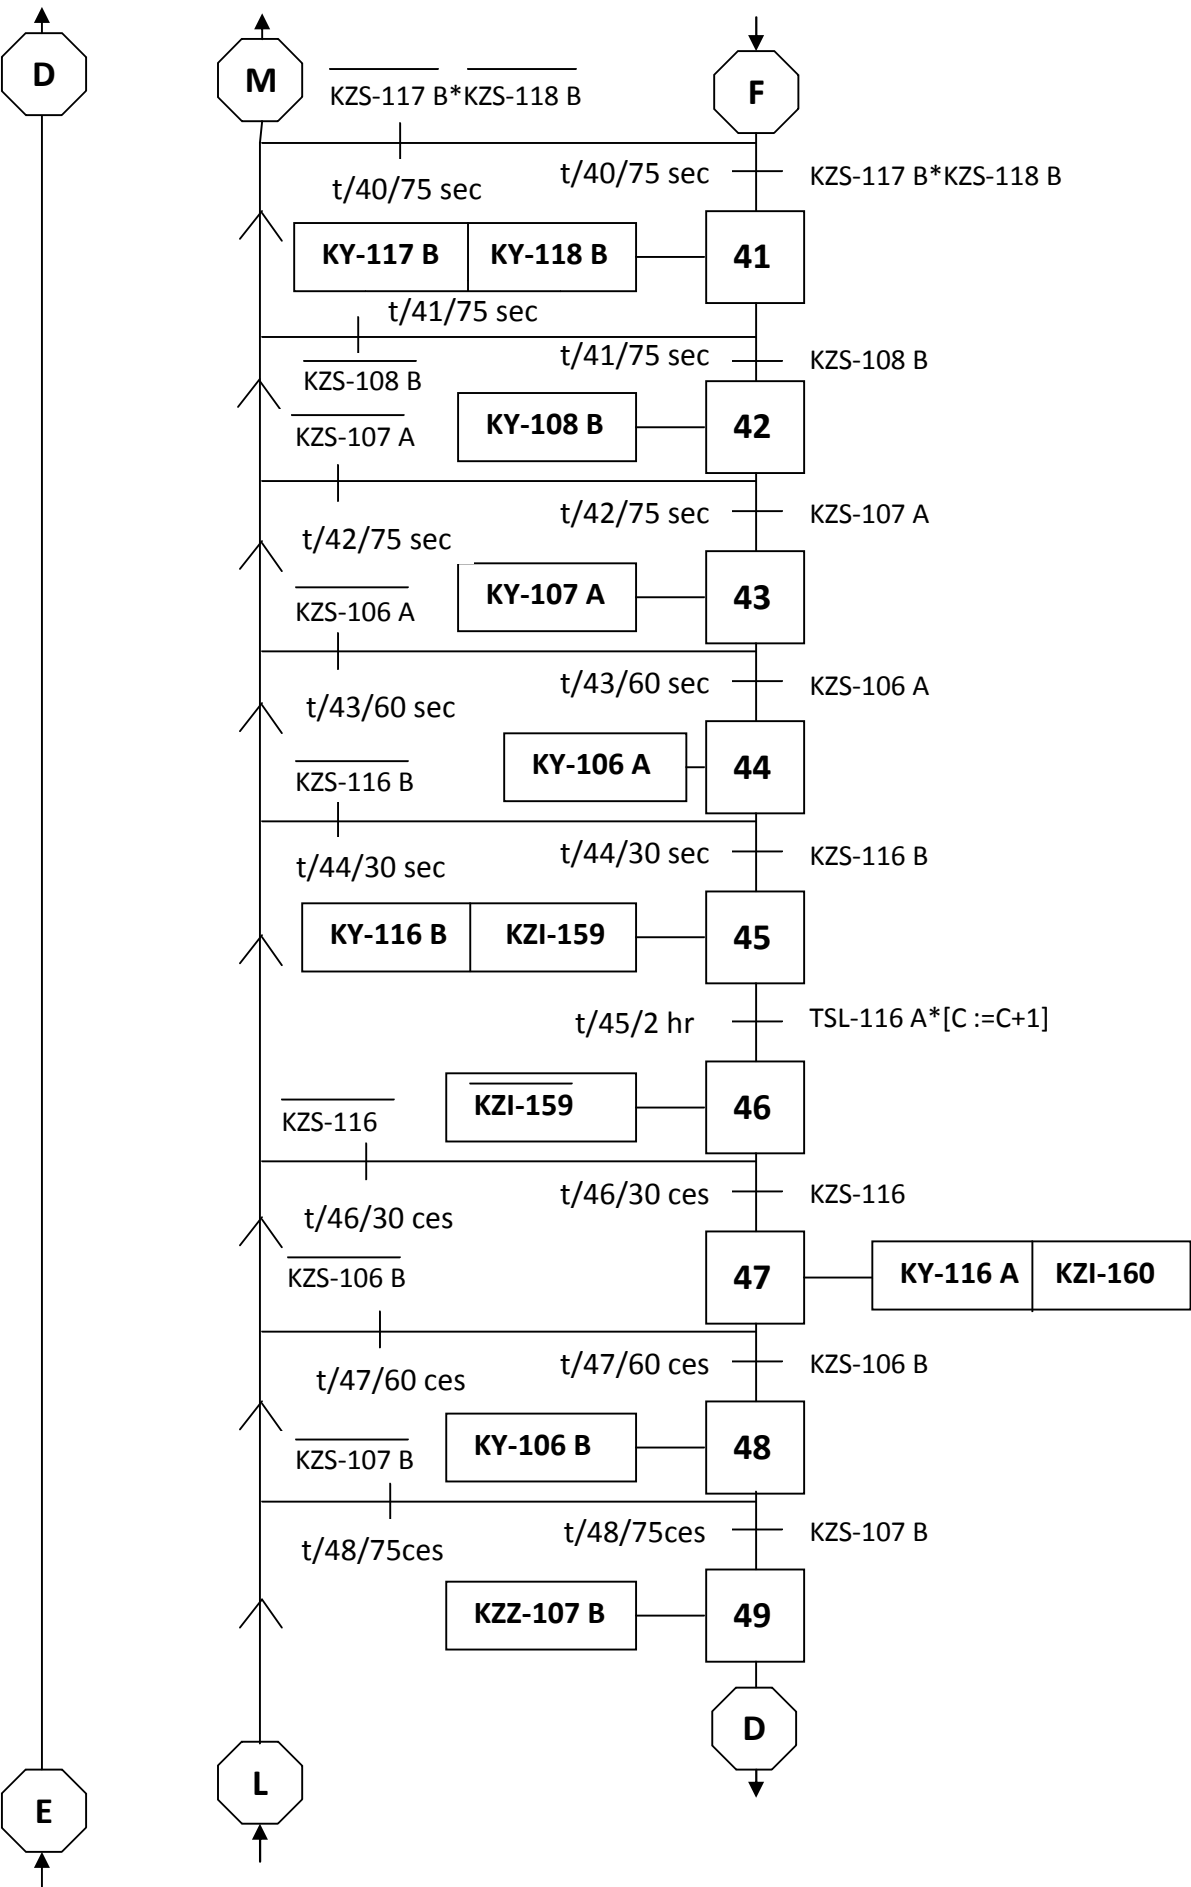 D
M
F
KZS-117 B*KZS-118 B
t/40/75 sec
t/40/75 sec
KZS-117 B*KZS-118 B
KY-117 B
KY-118 B
41
t/41/75 sec
t/41/75 sec
KZS-108 B
KZS-108 B
KY-108 B
42
KZS-107 A
t/42/75 sec
t/42/75 sec
KZS-107 A
KY-107 A
43
KZS-106 A
t/43/60 sec
t/43/60 sec
KZS-106 A
KY-106 A
44
KZS-116 B
t/44/30 sec
t/44/30 sec
KZS-116 B
KY-116 B
KZI-159
45
t/45/2 hr
TSL-116 A*[C :=C+1]
KZI-159
46
KZS-116
t/46/30 ces
t/46/30 ces
KZS-116
47
KY-116 A
KZI-160
KZS-106 B
t/47/60 ces
t/47/60 ces
KZS-106 B
KY-106 B
48
KZS-107 B
t/48/75ces
t/48/75ces
KZS-107 B
KZZ-107 B
49
D
L
E